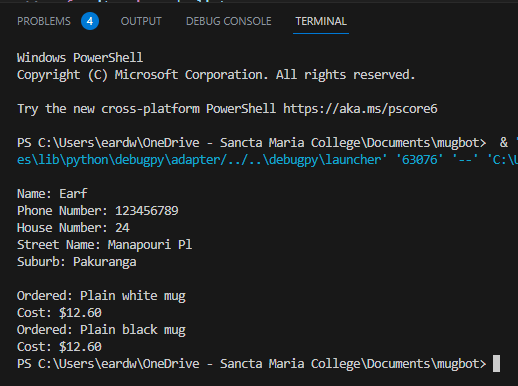 PROBLEMS 4 OUTPUT DEBUG CONSOLE TERMINAL
Windows PowerShell
Copyright (C) Microsoft Corporation. All rights reserved.
Try the new cross-platform PowerShell https://aka.ms/pscore6
PS C:\Users\eardw\OneDrive - Sancta Maria College\Documents\mugbot>  & '
es\lib\python\debugpy\adapter/../..\debugpy\launcher' '63076' '--' 'C:\U
Name: Earf
Phone Number: 123456789
House Number: 24
Street Name: Manapouri Pl
Suburb: Pakuranga
Ordered: Plain white mug
Cost: $12.60
Ordered: Plain black mug
Cost: $12.60
PS C:\Users\eardw\OneDrive - Sancta Maria College\Documents\mugbot>